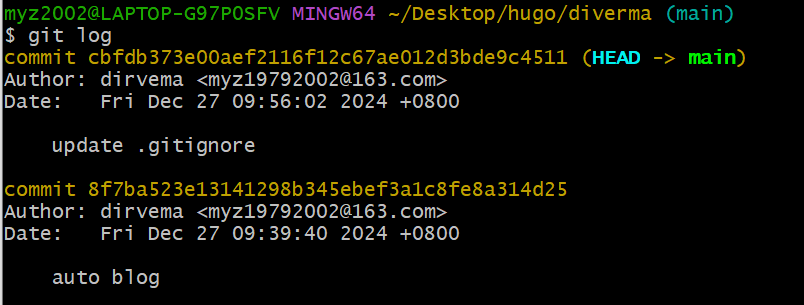 myz2002@LAPTOP-G97P0SFV MINGW64 ~/Desktop/hugo/diverma (main)
$ git log
commit cbfdb373e00aef2116f12c67ae012d3bde9c4511 (HEAD -> main)
Author: dirvema <myz19792002@163.com>
Date:   Fri Dec 27 09:56:02 2024 +0800
    update .gitignore
commit 8f7ba523e13141298b345ebef3a1c8fe8a314d25
Author: dirvema <myz19792002@163.com>
Date:   Fri Dec 27 09:39:40 2024 +0800
    auto blog